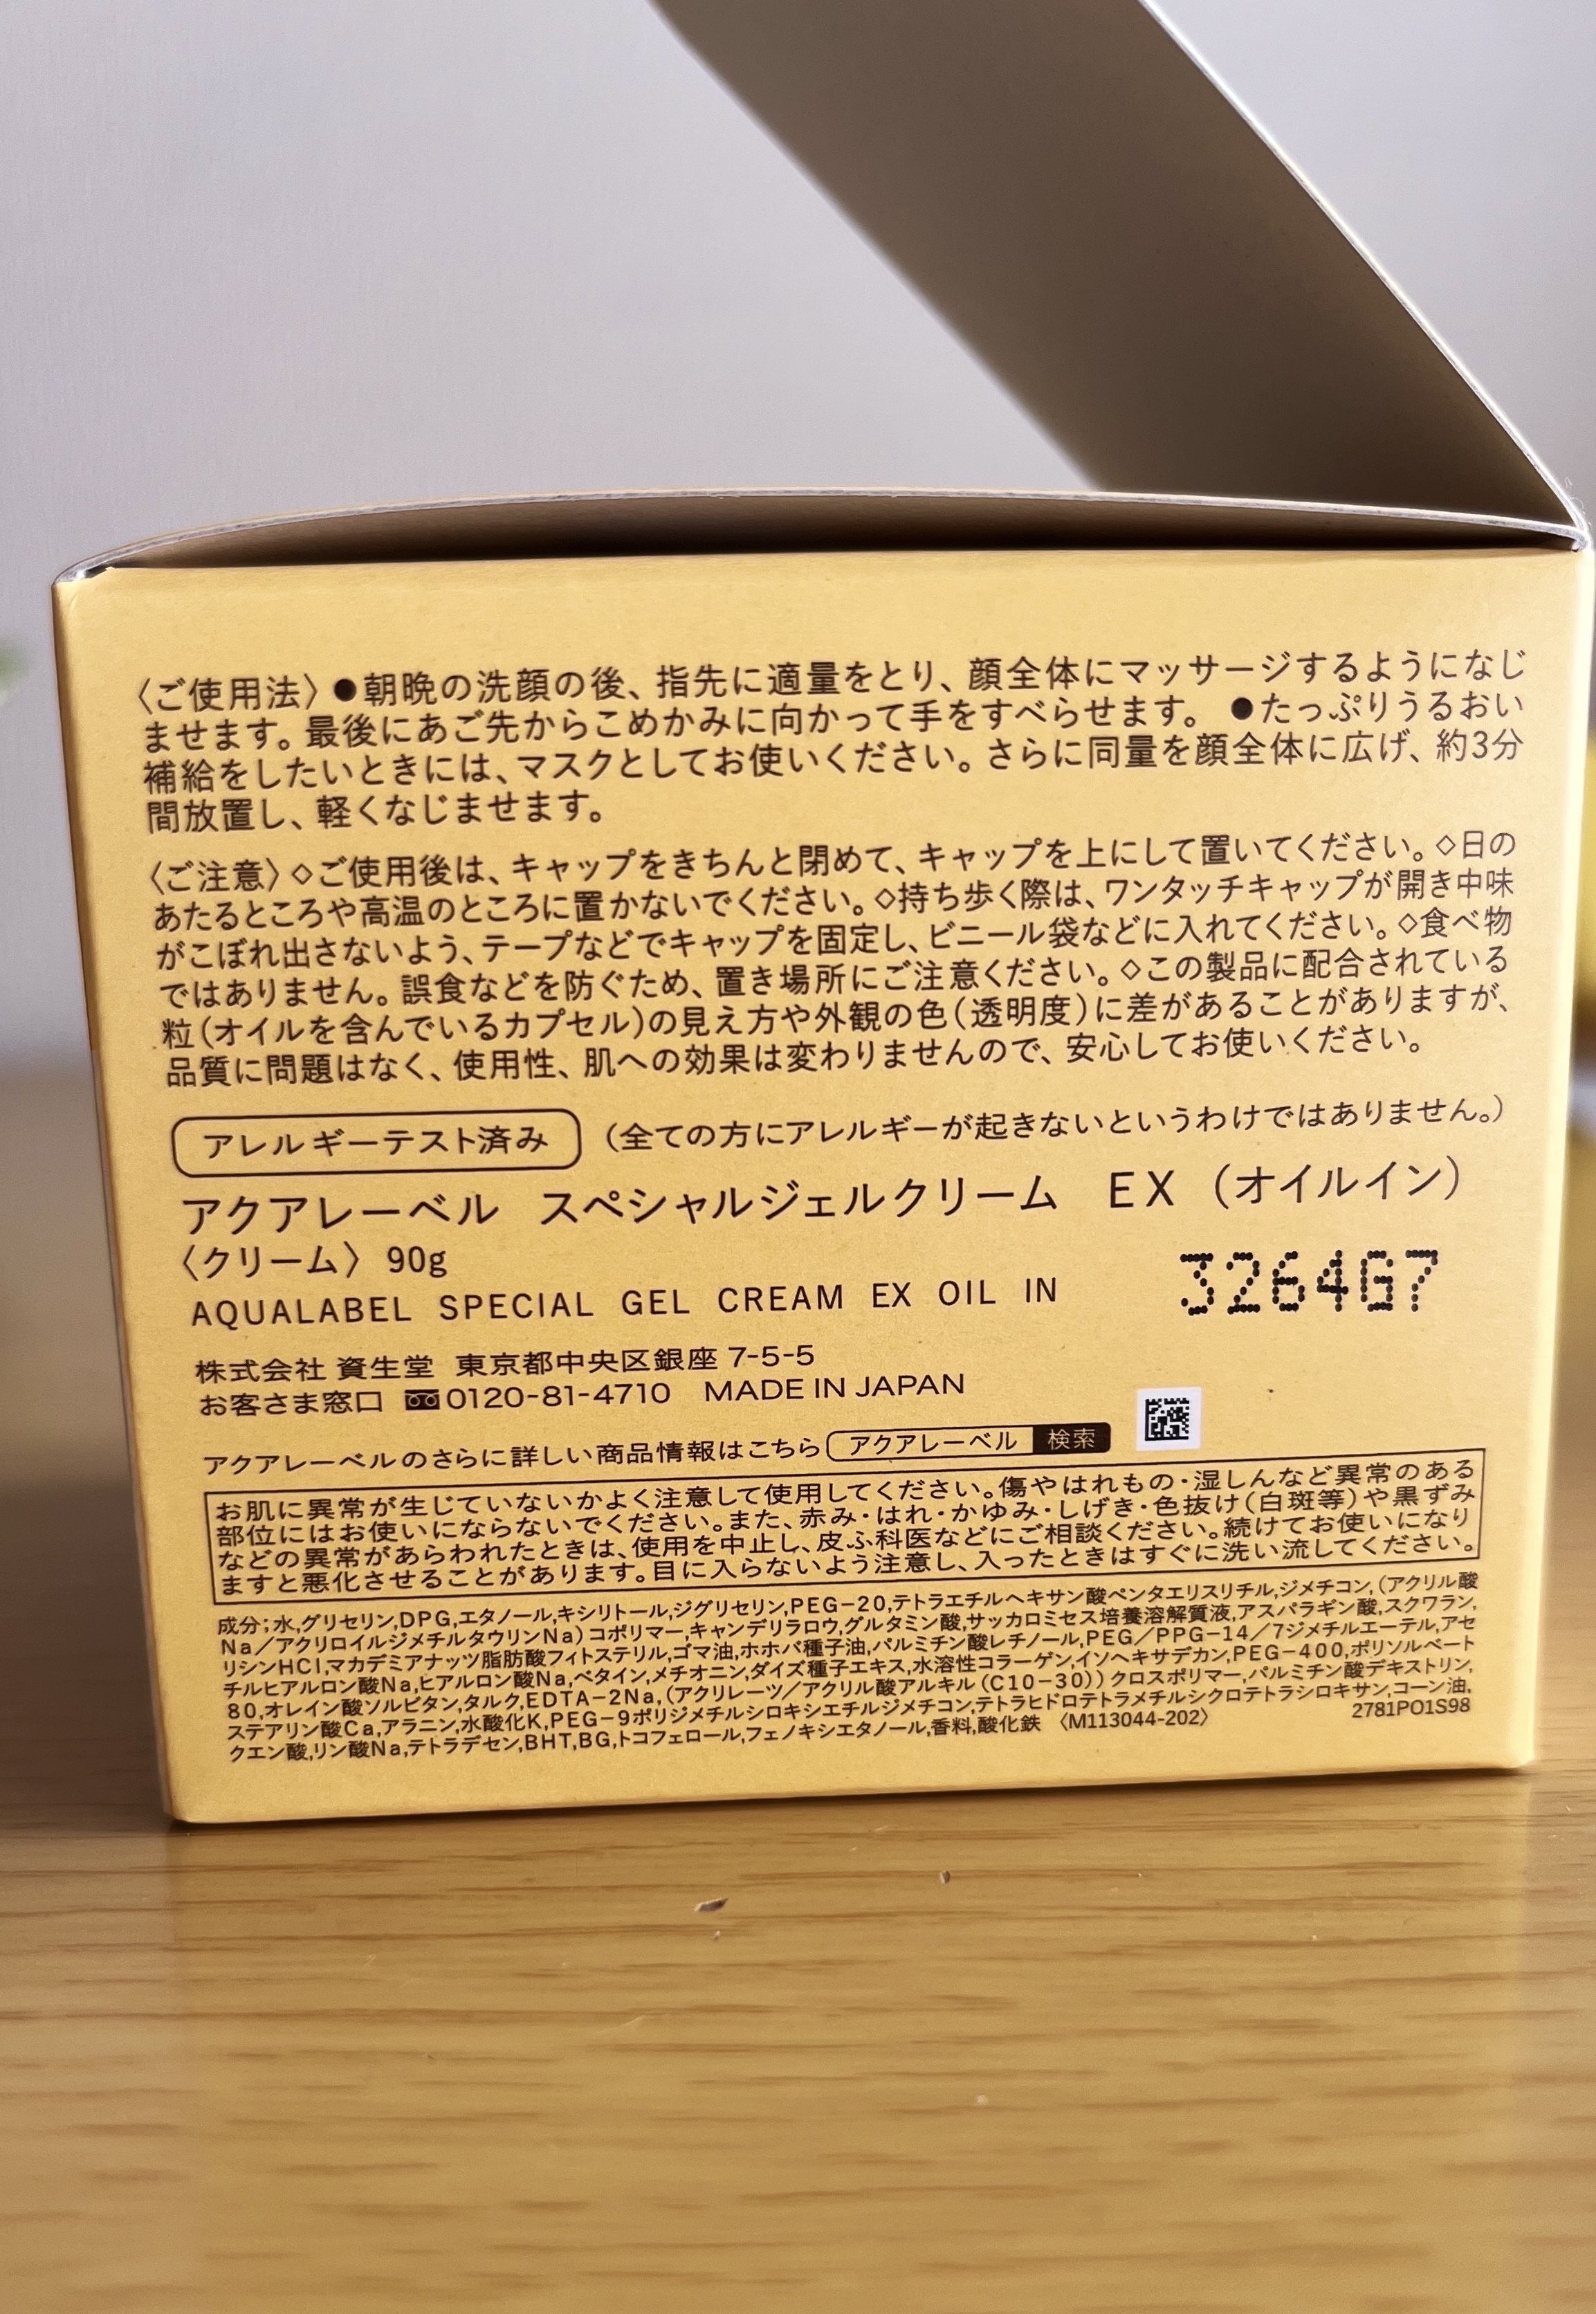 〈ご使用法〉●朝晩の洗顔の後、指先に適量をとり、顔全体にマッサージするようになじ
ませます。最後にあご先からこめかみに向かって手をすべらせます。 ●たっぷりうるおい
補給をしたいときには、マスクとしてお使いください。さらに同量を顔全体に広げ、約3分
間放置し、軽くなじませます。
〈ご注意〉◇ご使用後は、キャップをきちんと閉めて、キャップを上にして置いてください。◇日の
あたるところや高温のところに置かないでください。◇持ち歩く際は、ワンタッチキャップが開き中味
がこぼれ出さないよう、テープなどでキャップを固定し、ビニール袋などに入れてください。◇食べ物
ではありません。誤食などを防ぐため、置き場所にご注意ください。◇この製品に配合されている
粒(オイルを含んでいるカプセル)の見え方や外観の色(透明度)に差があることがありますが、
品質に問題はなく、使用性、肌への効果は変わりませんので、安心してお使いください。
アレルギーテスト済み (全ての方にアレルギーが起きないというわけではありません。)
アクアレーベル スペシャルジェルクリーム EX (オイルイン)
〈クリーム〉 90g
AQUALABEL SPECIAL GEL CREAM EX OIL IN
3264G7
株式会社 資生堂 東京都中央区銀座 7-5-5
お客さま窓口 0120-81-4710 MADE IN JAPAN
アクアレーベルのさらに詳しい商品情報はこちら アクアレーベル 検索
お肌に異常が生じていないかよく注意して使用してください。傷やはれもの・湿しんなど異常のある
部位にはお使いにならないでください。また、赤み・はれ・かゆみ・しげき・色抜け(白斑等)や黒ずみ
などの異常があらわれたときは、使用を中止し、皮ふ科医などにご相談ください。続けてお使いになり
ますと悪化させることがあります。目に入らないよう注意し、入ったときはすぐに洗い流してください。
成分;水,グリセリン,DPG,エタノール,キシリトール,ジグリセリン,PEG-20,テトラエチルヘキサン酸ペンタエリスリチル,ジメチコン,(アクリル酸
Na/アクリロイルジメチルタウリンNa)コポリマー,キャンデリラロウ,グルタミン酸,サッカロミセス培養溶解質液,アスパラギン酸,スクワラン,
リシンHCl,マカデミアナッツ脂肪酸フィトステリル,ゴマ油,ホホバ種子油,パルミチン酸レチノール,PEG/PPG-14/7ジメチルエーテル,アセ
チルヒアルロン酸Na,ヒアルロン酸Na,ベタイン,メチオニン,ダイズ種子エキス,水溶性コラーゲン,イソヘキサデカン,PEG-400,ポリソルベート
80,オレイン酸ソルビタン,タルク,EDTA-2Na,(アクリレーツ/アクリル酸アルキル(C10-30))クロスポリマー,パルミチン酸デキストリン,
ステアリン酸Ca,アラニン,水酸化K,PEG-9ポリジメチルシロキシエチルジメチコン,テトラヒドロテトラメチルシクロテトラシロキサン,コーン油,
クエン酸,リン酸Na,テトラデセン,BHT,BG,トコフェロール,フェノキシエタノール,香料,酸化鉄 〈M113044-202〉 2781PO1S98